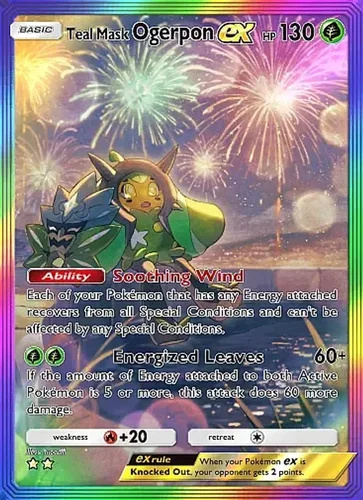 BASIC Teal Mask Ogerpon ex HP 130
Ability Soothing Wind
Each of your Pokémon that has any Energy attached
recovers from all Special Conditions and can't be
affected by any Special Conditions.
Energized Leaves 60+
If the amount of Energy attached to both Active
Pokémon is 5 or more, this attack does 60 more
damage.
weakness +20 retreat
ex rule When your Pokémon ex is
Knocked Out, your opponent gets 2 points.